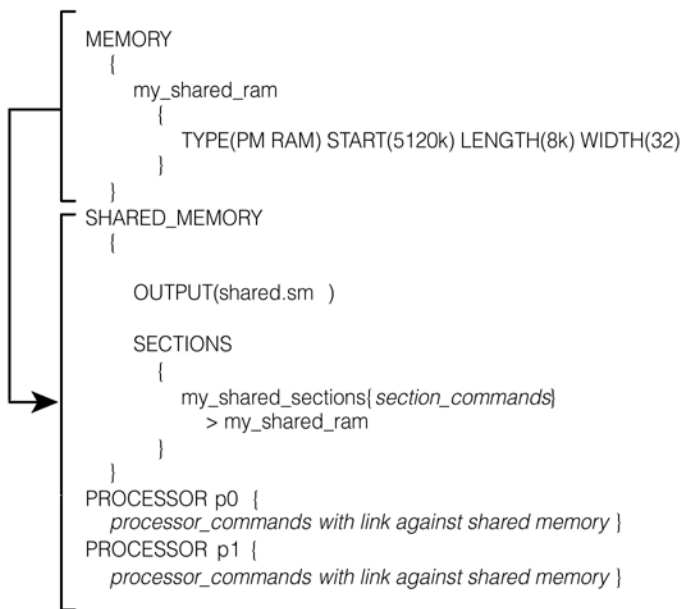 MEMORY
{
my_shared_ram
{
TYPE(PM RAM) START(5120k) LENGTH(8k) WIDTH(32)
}
}
SHARED_MEMORY
{
OUTPUT(shared.sm )
SECTIONS
{
my_shared_sections{section_commands}
> my_shared_ram
}
}
PROCESSOR p0 {
processor_commands with link against shared memory }
PROCESSOR p1 {
processor_commands with link against shared memory }